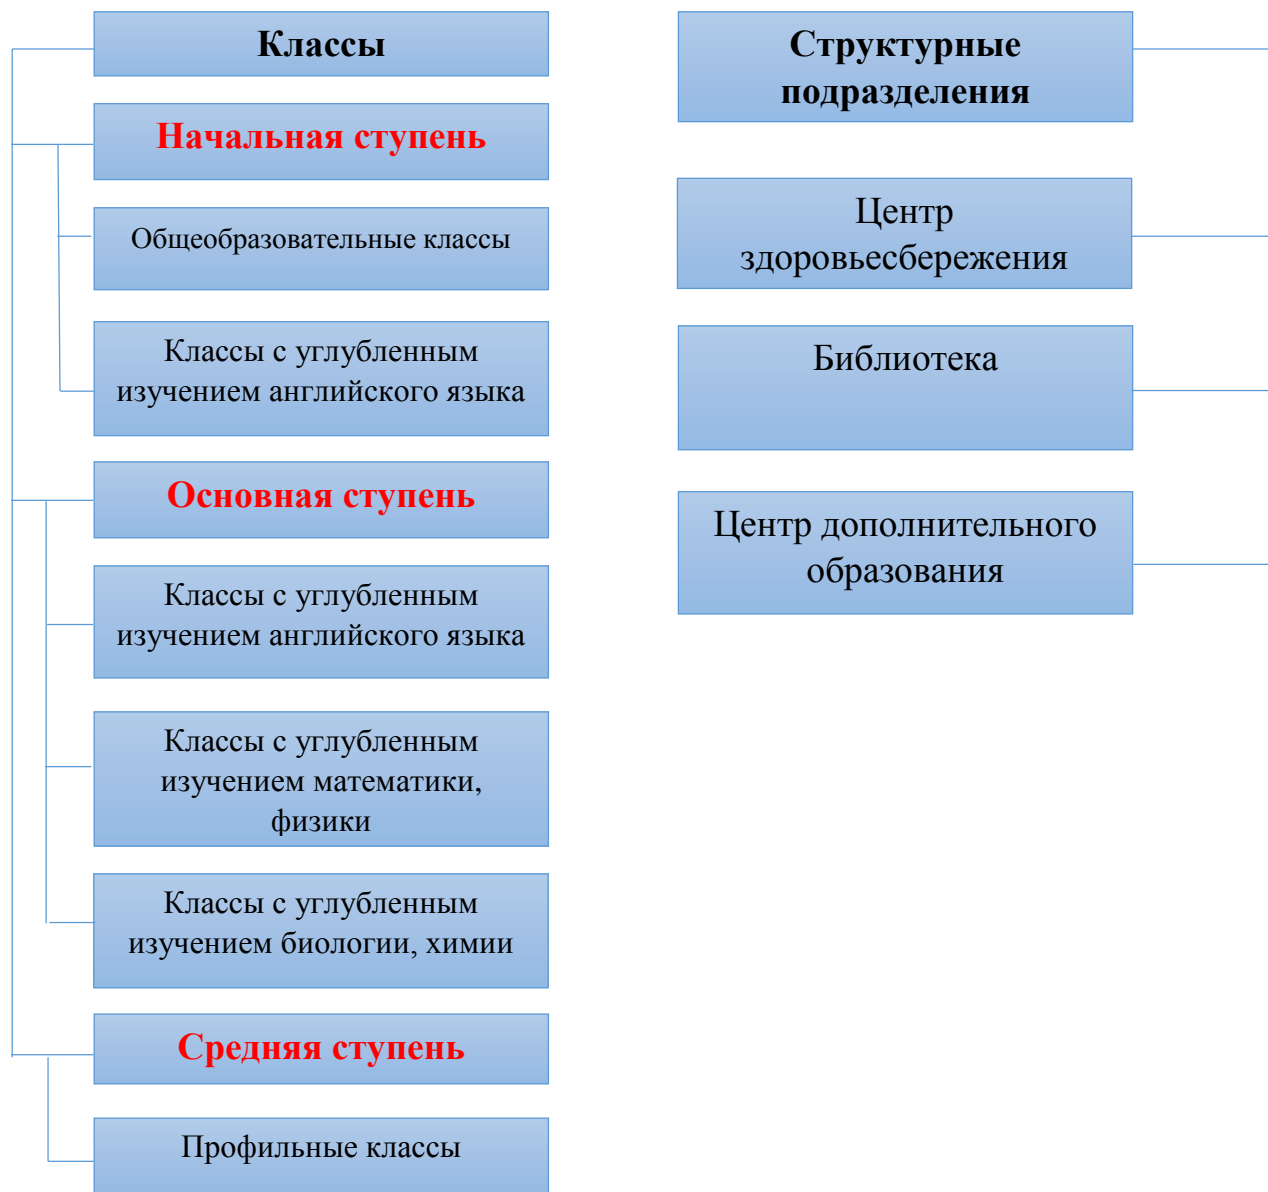 Классы
Начальная ступень
Общеобразовательные классы
Классы с углубленным
изучением английского языка
Основная ступень
Классы с углубленным
изучением английского языка
Классы с углубленным
изучением математики,
физики
Классы с углубленным
изучением биологии, химии
Средняя ступень
Профильные классы
Структурные
подразделения
Центр
здоровьесбережения
Библиотека
Центр дополнительного
образования